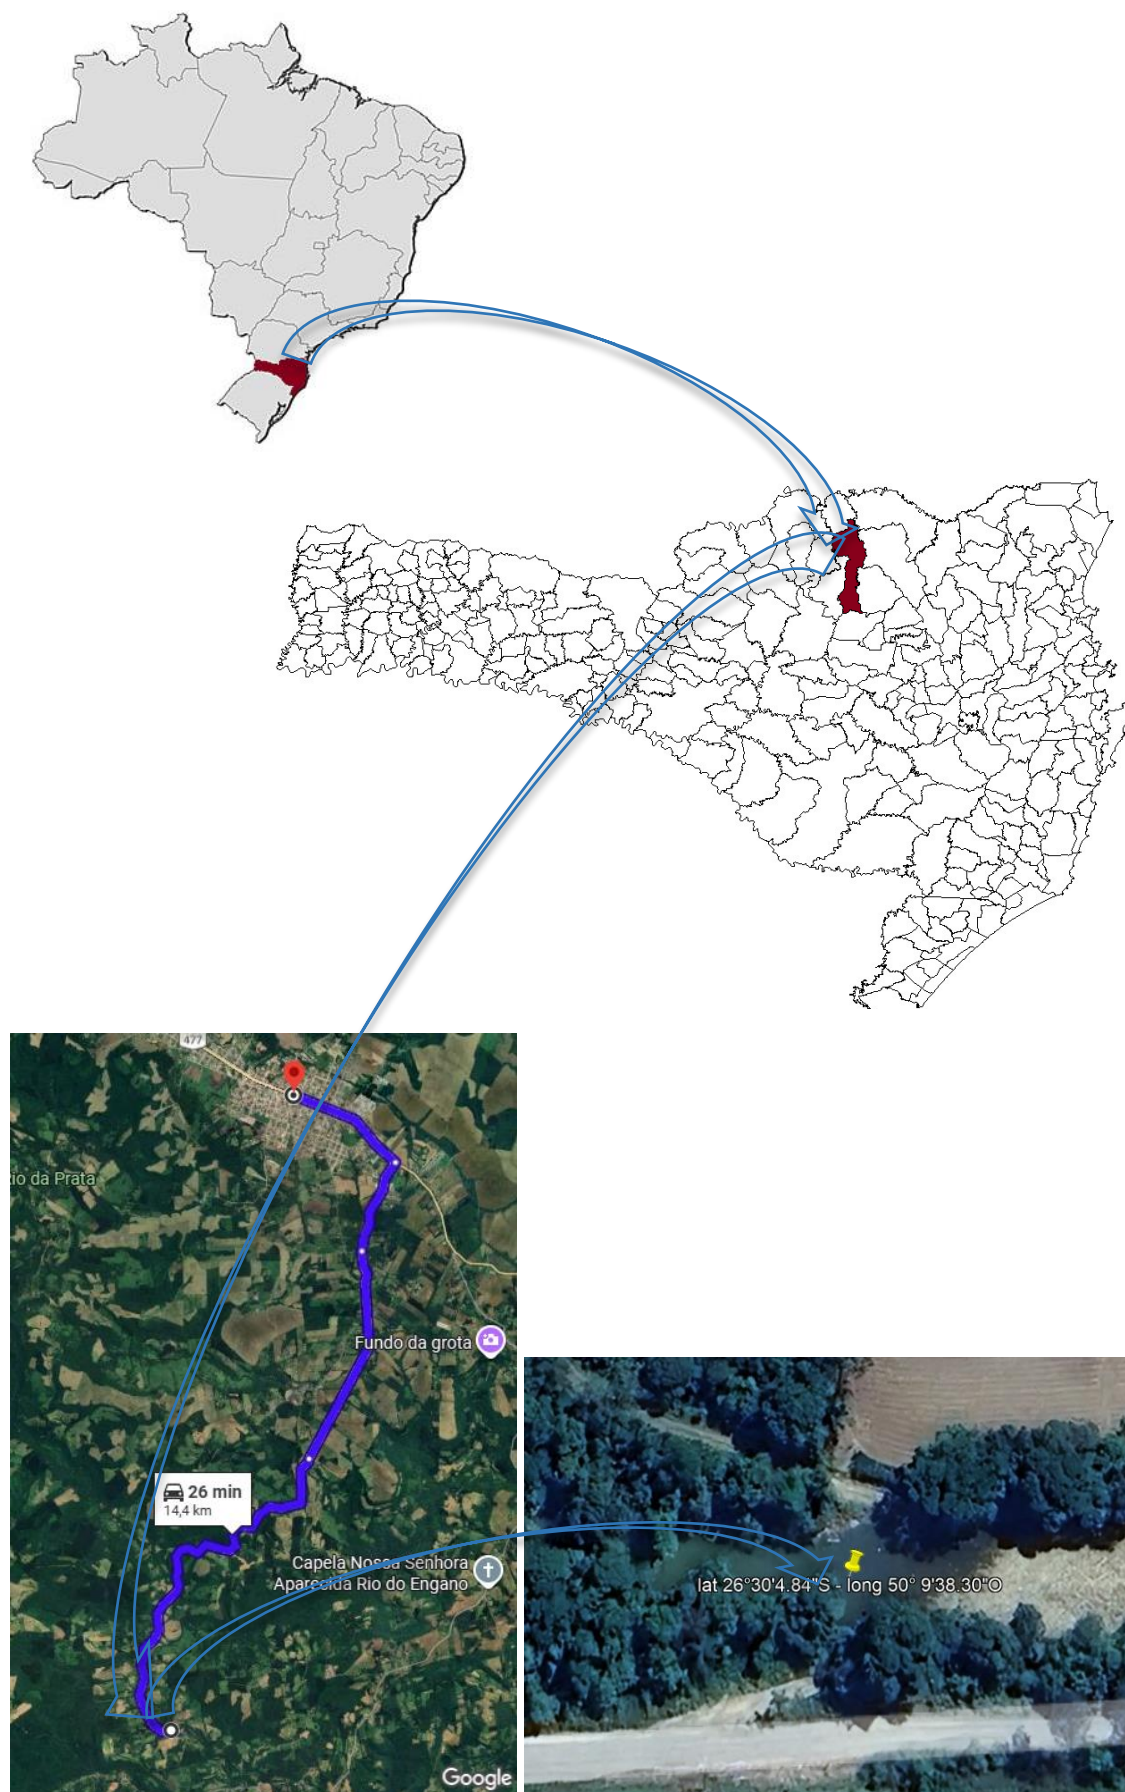 477
io da Prata
Fundo da grota
26 min
14,4 km
Capela Nossa Senhora
Aparecida Rio do Engano
Google
lat 26°30'4.84"S - long 50° 9'38.30"O